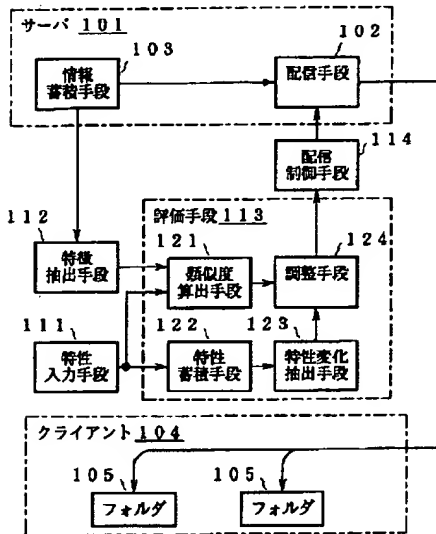 サーバ 101
103
102
情報
蓄積手段
配信手段
配信
制御手段
114
112
評価手段 113
121
124
特徴
抽出手段
類似度
算出手段
調整手段
111
122
123
特性
入力手段
特性
蓄積手段
特性変化
抽出手段
クライアント 104
105
105
フォルダ
フォルダ